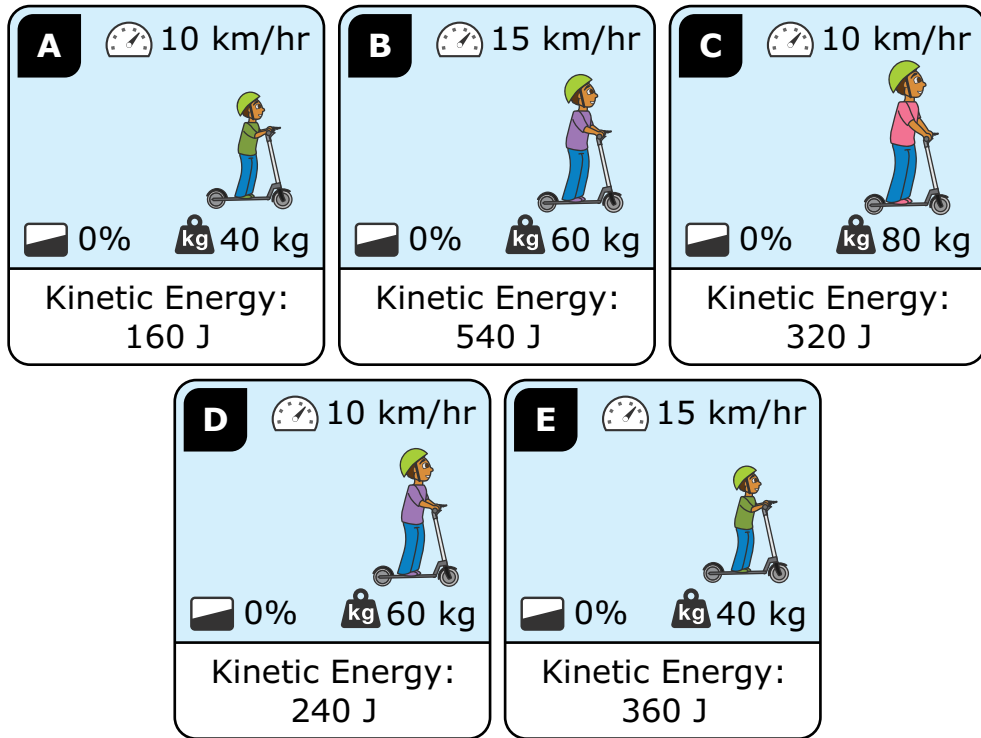 A 10 km/hr
0% kg 40 kg
Kinetic Energy:
160 J
B 15 km/hr
0% kg 60 kg
Kinetic Energy:
540 J
C 10 km/hr
0% kg 80 kg
Kinetic Energy:
320 J
D 10 km/hr
0% kg 60 kg
Kinetic Energy:
240 J
E 15 km/hr
0% kg 40 kg
Kinetic Energy:
360 J